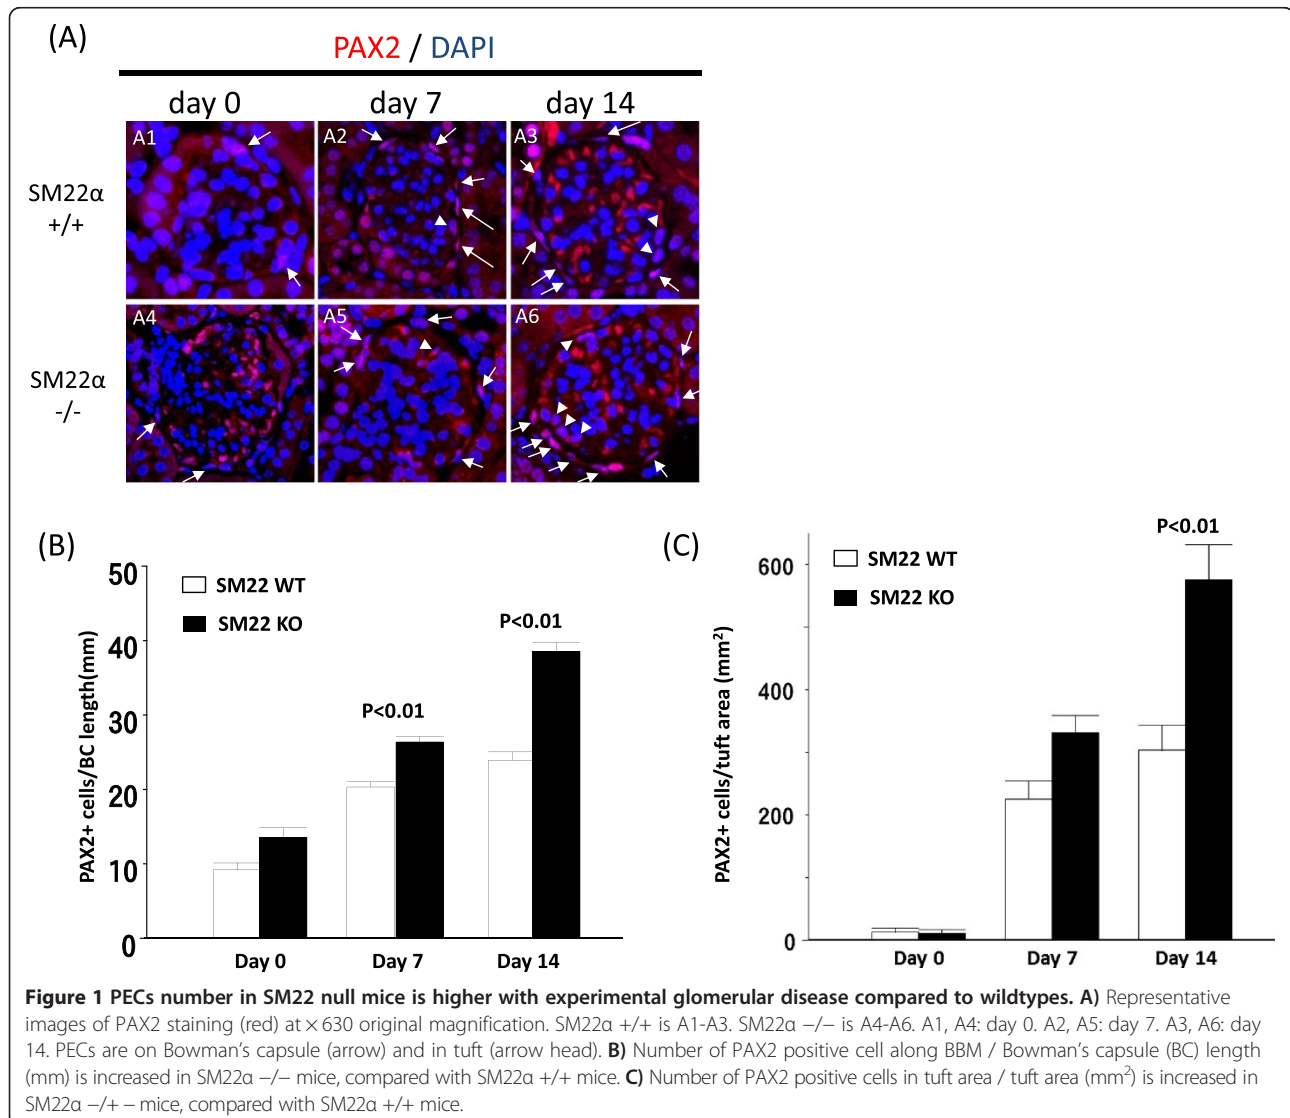 (A)
PAX2 / DAPI
day 0 day 7 day 14
A1 A2 A3
SM22α
+/+
A4 A5 A6
SM22α
-/-
(B)
PAX2+ cells/BC length(mm)
50
40
30
20
10
0
SM22 WT
SM22 KO
P<0.01
P<0.01
Day 0 Day 7 Day 14
(C)
PAX2+ cells/tuft area (mm²)
600
400
200
0
SM22 WT
SM22 KO
P<0.01
Day 0 Day 7 Day 14
Figure 1 PECs number in SM22 null mice is higher with experimental glomerular disease compared to wildtypes. A) Representative
images of PAX2 staining (red) at × 630 original magnification. SM22α +/+ is A1-A3. SM22α −/− is A4-A6. A1, A4: day 0. A2, A5: day 7. A3, A6: day
14. PECs are on Bowman's capsule (arrow) and in tuft (arrow head). B) Number of PAX2 positive cell along BBM / Bowman's capsule (BC) length
(mm) is increased in SM22α −/− mice, compared with SM22α +/+ mice. C) Number of PAX2 positive cells in tuft area / tuft area (mm²) is increased in
SM22α −/+ − mice, compared with SM22α +/+ mice.